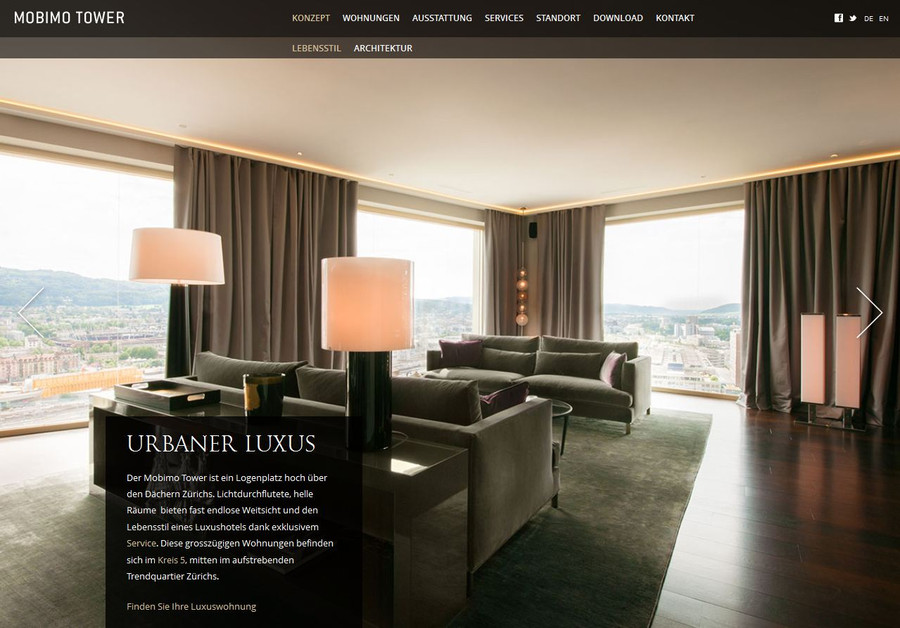 MOBIMO TOWER
KONZEPT WOHNUNGEN AUSSTATTUNG SERVICES STANDORT DOWNLOAD KONTAKT
DE EN
LEBENSSTIL ARCHITEKTUR
URBANER LUXUS
Der Mobimo Tower ist ein Logenplatz hoch über
den Dächern Zürichs. Lichtdurchflutete, helle
Räume bieten fast endlose Weitsicht und den
Lebensstil eines Luxushotels dank exklusivem
Service. Diese grosszügigen Wohnungen befinden
sich im Kreis 5, mitten im aufstrebenden
Trendquartier Zürichs.
Finden Sie Ihre Luxuswohnung